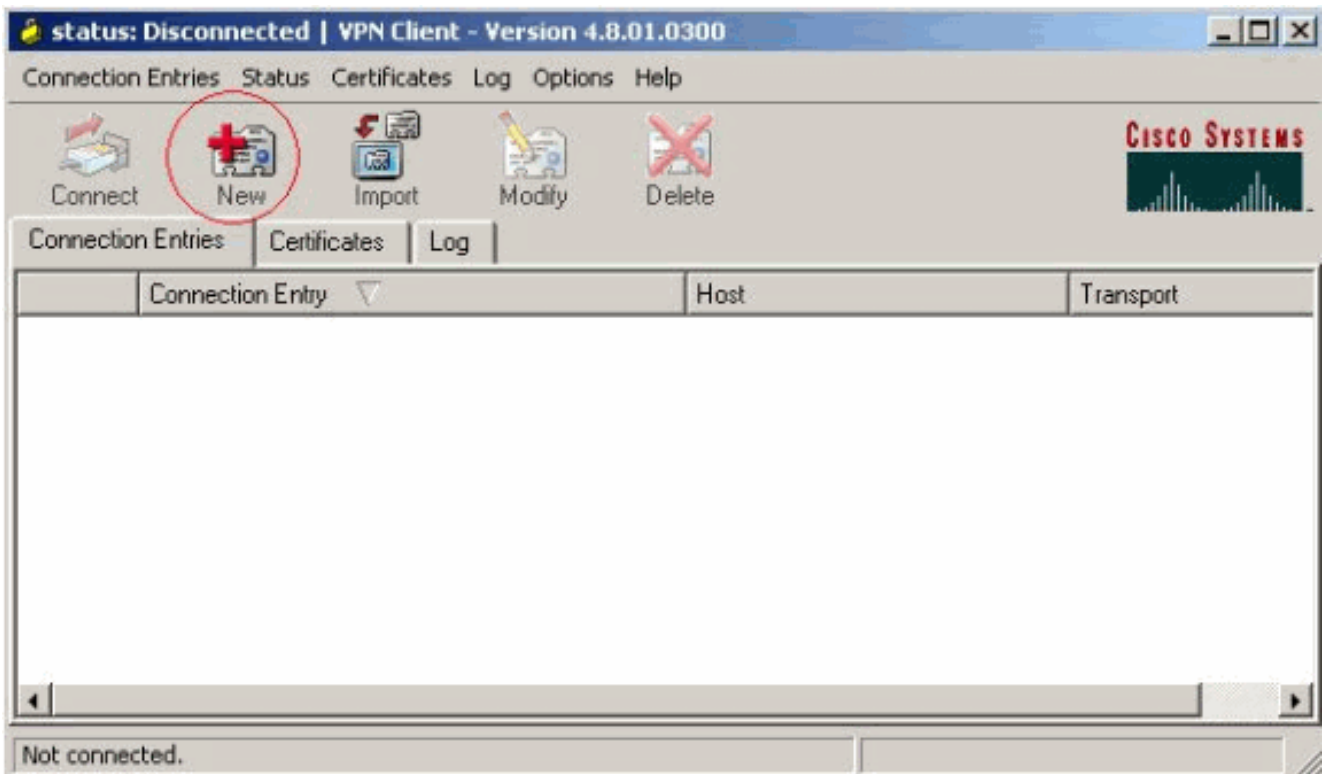 status: Disconnected | VPN Client - Version 4.8.01.0300
Connection Entries Status Certificates Log Options Help
Connect New Import Modify Delete
CISCO SYSTEMS
Connection Entries Certificates Log
Connection Entry Host Transport
Not connected.